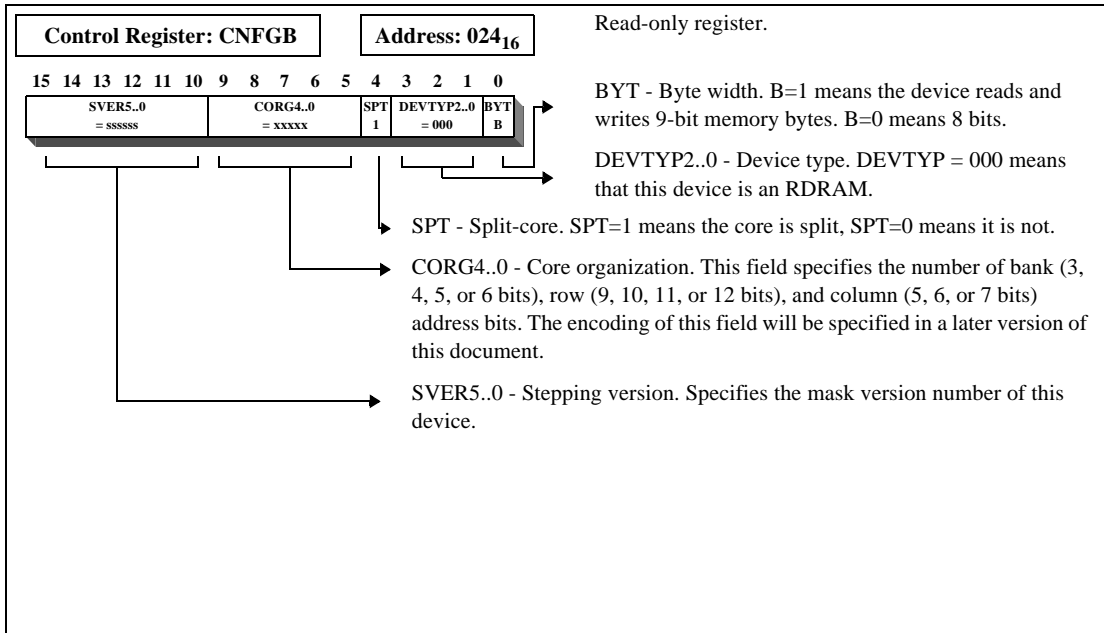 Control Register: CNFGB
Address: 024₁₆
Read-only register.
15 14 13 12 11 10 9 8 7 6 5 4 3 2 1 0
SVER5..0 CORG4..0 SPT DEVTYP2..0 BYT
= ssssss = xxxxx 1 = 000 B
BYT - Byte width. B=1 means the device reads and
writes 9-bit memory bytes. B=0 means 8 bits.
DEVTYP2..0 - Device type. DEVTYP = 000 means
that this device is an RDRAM.
SPT - Split-core. SPT=1 means the core is split, SPT=0 means it is not.
CORG4..0 - Core organization. This field specifies the number of bank (3,
4, 5, or 6 bits), row (9, 10, 11, or 12 bits), and column (5, 6, or 7 bits)
address bits. The encoding of this field will be specified in a later version of
this document.
SVER5..0 - Stepping version. Specifies the mask version number of this
device.